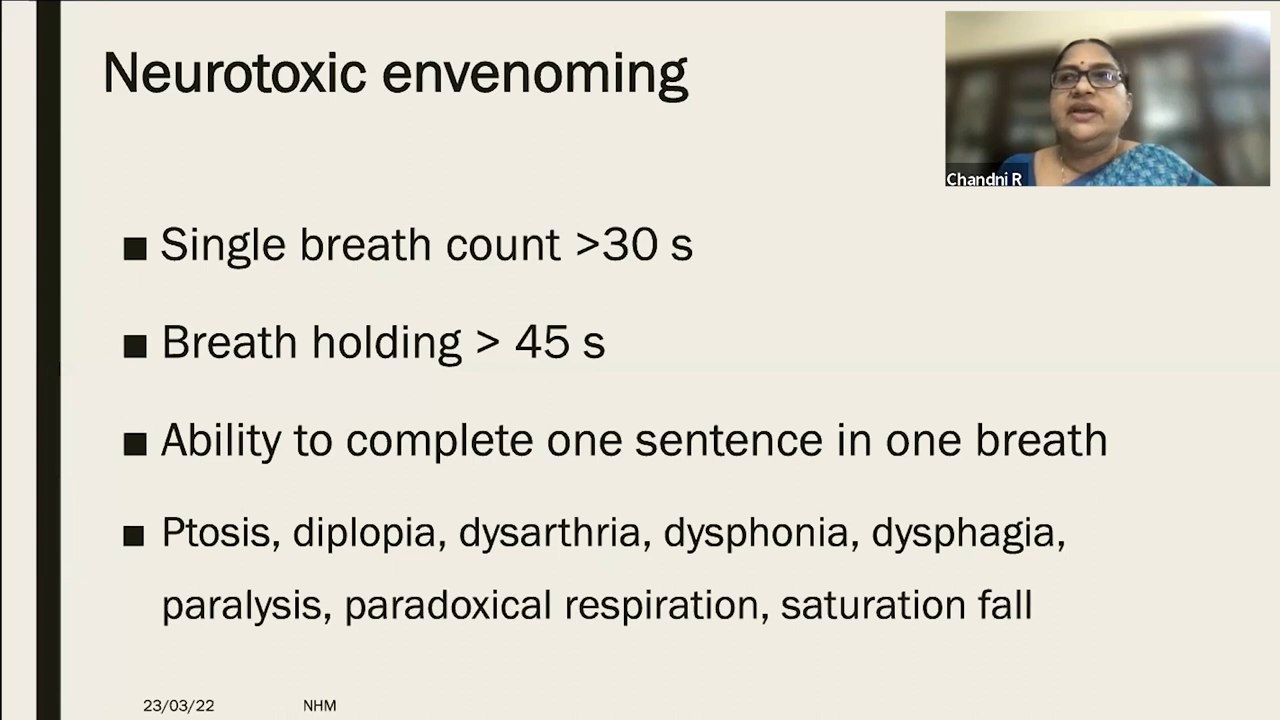 Neurotoxic envenoming
Chandni R
■ Single breath count >30 s
■ Breath holding > 45 s
■ Ability to complete one sentence in one breath
■ Ptosis, diplopia, dysarthria, dysphonia, dysphagia,
paralysis, paradoxical respiration, saturation fall
23/03/22 NHM